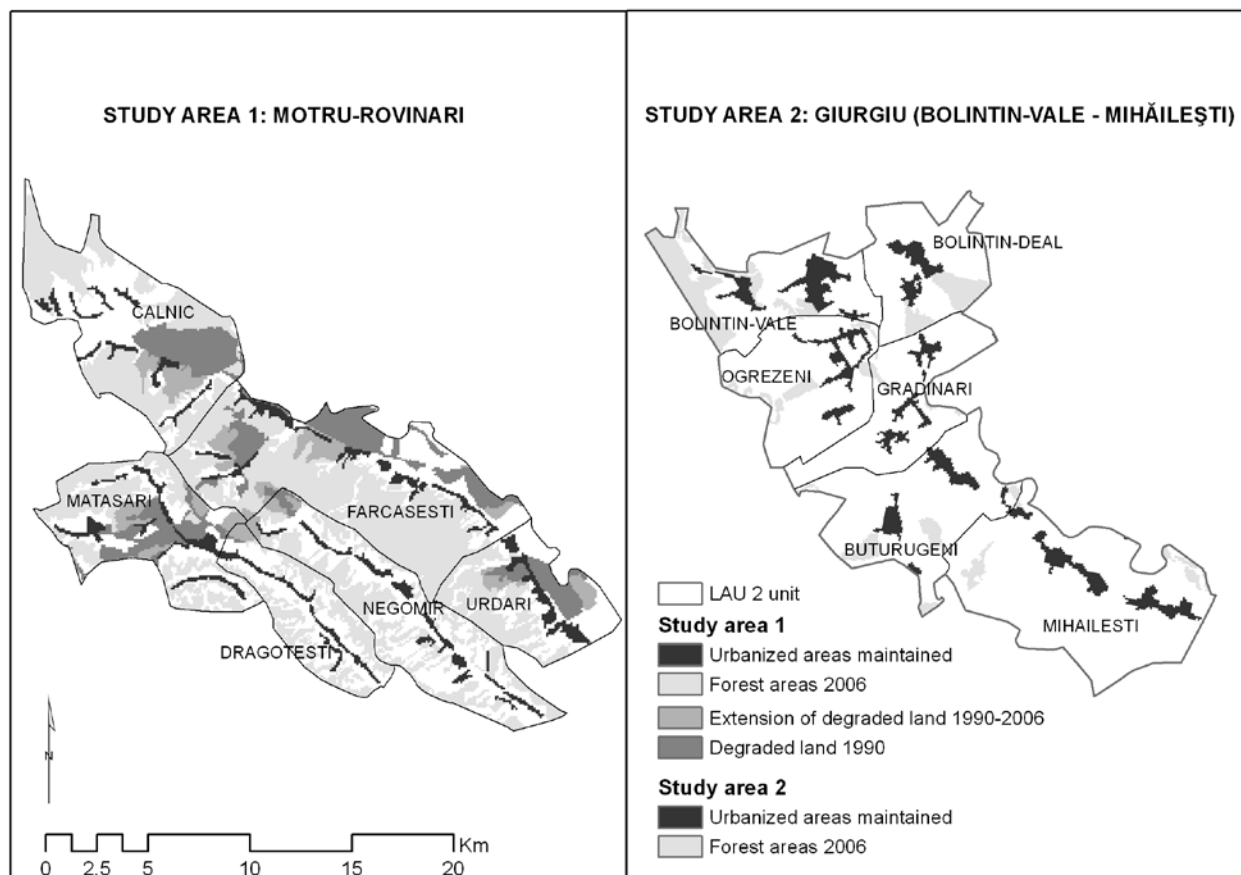 STUDY AREA 1: MOTRU-ROVINARI
CALNIC
MATASARI
FARCASESTI
NEGOMIR
URDARI
DRAGOTESTI
N
Km
0 2.5 5 10 15 20
STUDY AREA 2: GIURGIU (BOLINTIN-VALE - MIHĂILEŞTI)
BOLINTIN-DEAL
BOLINTIN-VALE
OGREZENI
GRADINARI
BUTURUGENI
MIHAILESTI
LAU 2 unit
Study area 1
Urbanized areas maintained
Forest areas 2006
Extension of degraded land 1990-2006
Degraded land 1990
Study area 2
Urbanized areas maintained
Forest areas 2006